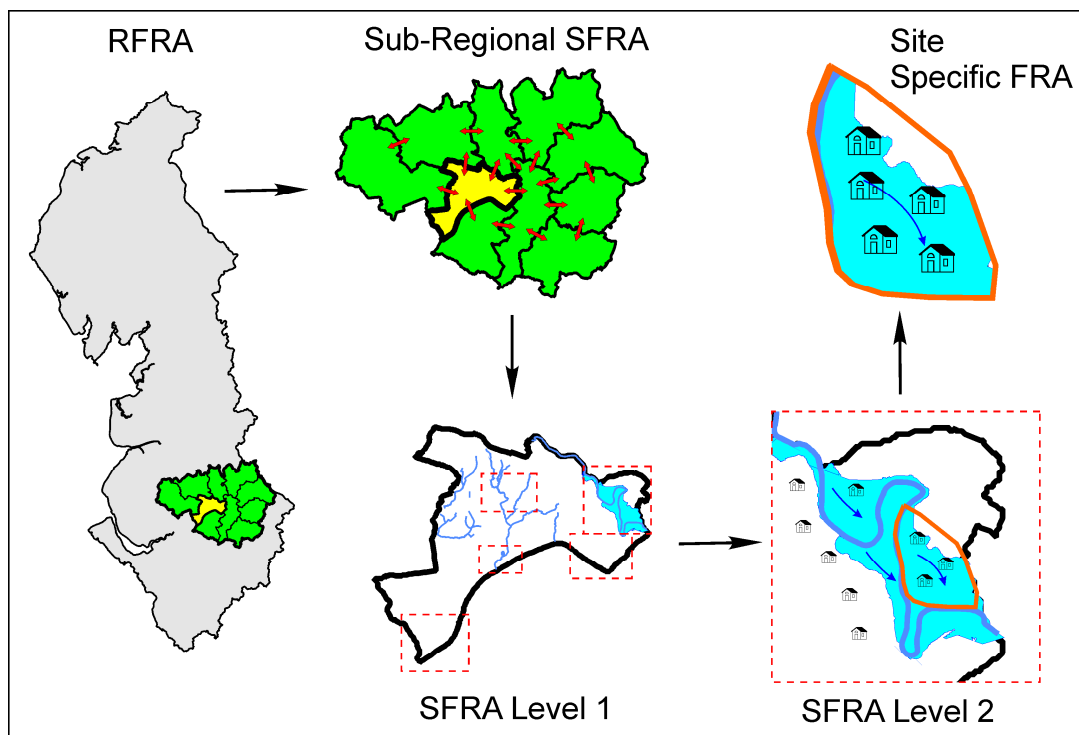 RFRA
Sub-Regional SFRA
Site
Specific FRA
SFRA Level 1
SFRA Level 2